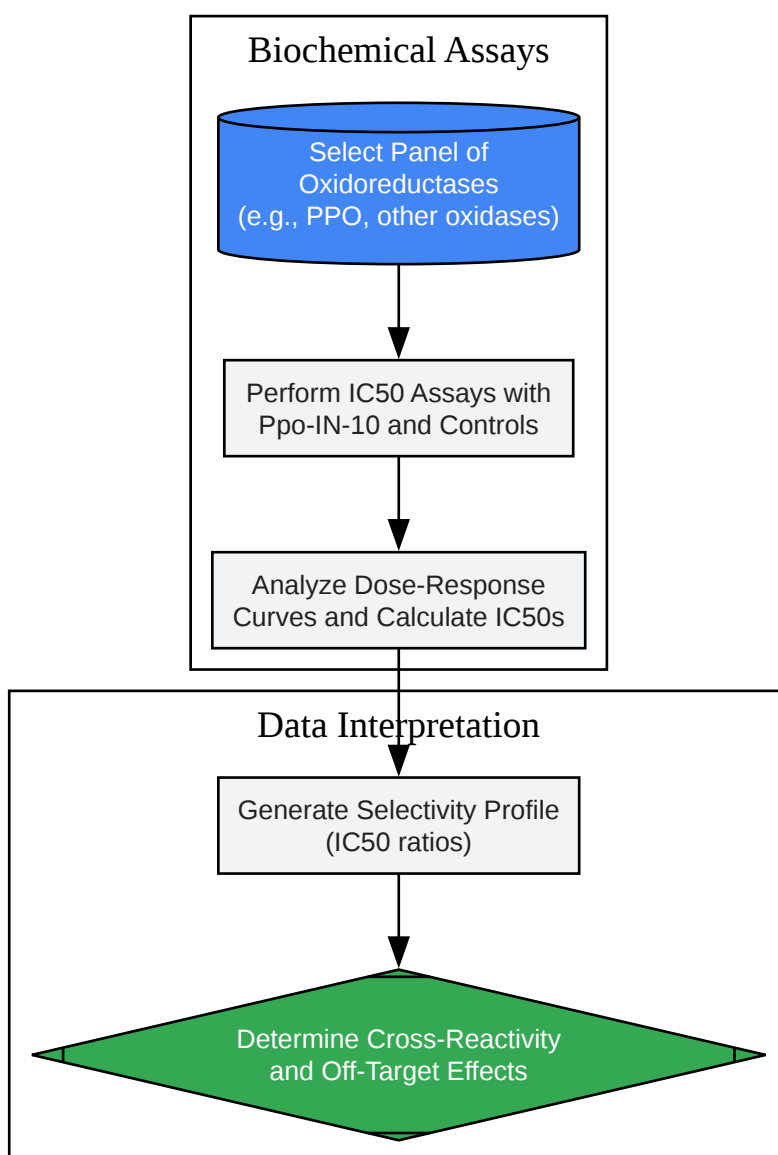 Biochemical Assays
Select Panel of
Oxidoreductases
(e.g., PPO, other oxidases)
Perform IC50 Assays with
Ppo-IN-10 and Controls
Analyze Dose-Response
Curves and Calculate IC50s
Data Interpretation
Generate Selectivity Profile
(IC50 ratios)
Determine Cross-Reactivity
and Off-Target Effects